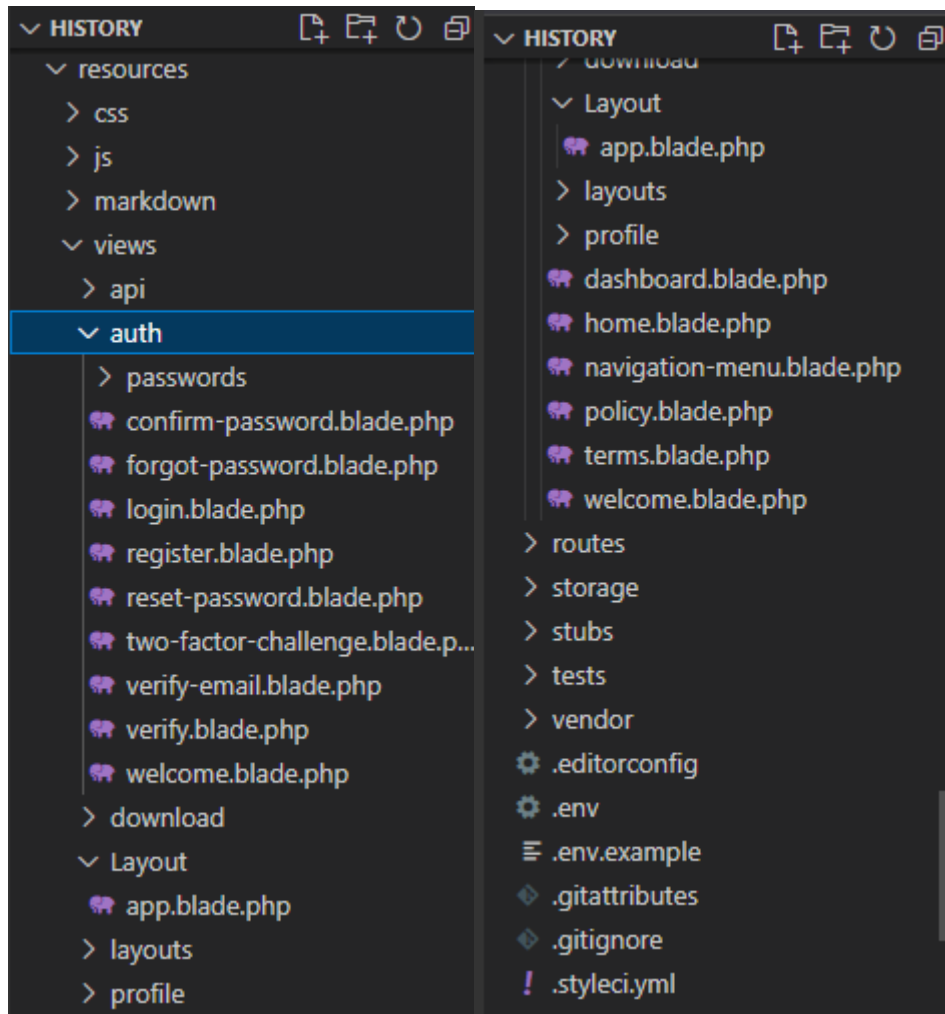 HISTORY
resources
css
js
markdown
views
api
auth
passwords
confirm-password.blade.php
forgot-password.blade.php
login.blade.php
register.blade.php
reset-password.blade.php
two-factor-challenge.blade.p...
verify-email.blade.php
verify.blade.php
welcome.blade.php
download
Layout
app.blade.php
layouts
profile
HISTORY
download
Layout
app.blade.php
layouts
profile
dashboard.blade.php
home.blade.php
navigation-menu.blade.php
policy.blade.php
terms.blade.php
welcome.blade.php
routes
storage
stubs
tests
vendor
.editorconfig
.env
.env.example
.gitattributes
.gitignore
.styleci.yml